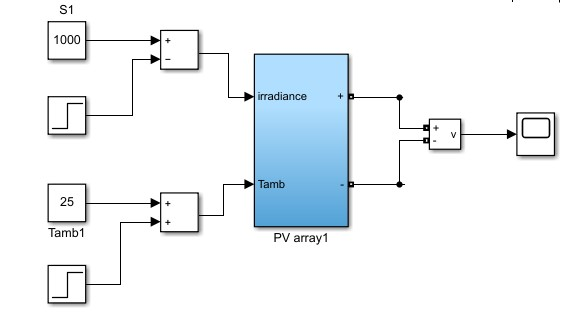 S1
1000
+
−
irradiance
+
+
-
v
25
Tamb1
+
+
Tamb
-
PV array1